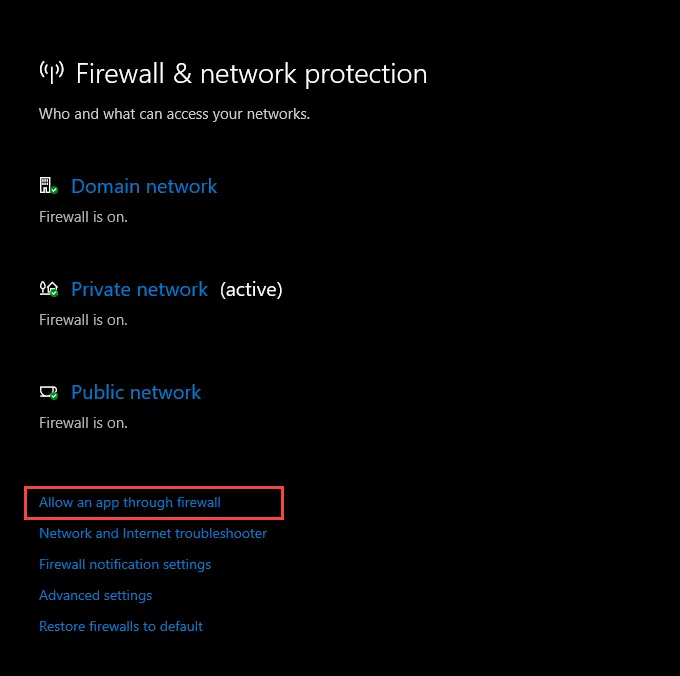 Firewall & network protection
Who and what can access your networks.
Domain network
Firewall is on.
Private network (active)
Firewall is on.
Public network
Firewall is on.
Allow an app through firewall
Network and Internet troubleshooter
Firewall notification settings
Advanced settings
Restore firewalls to default